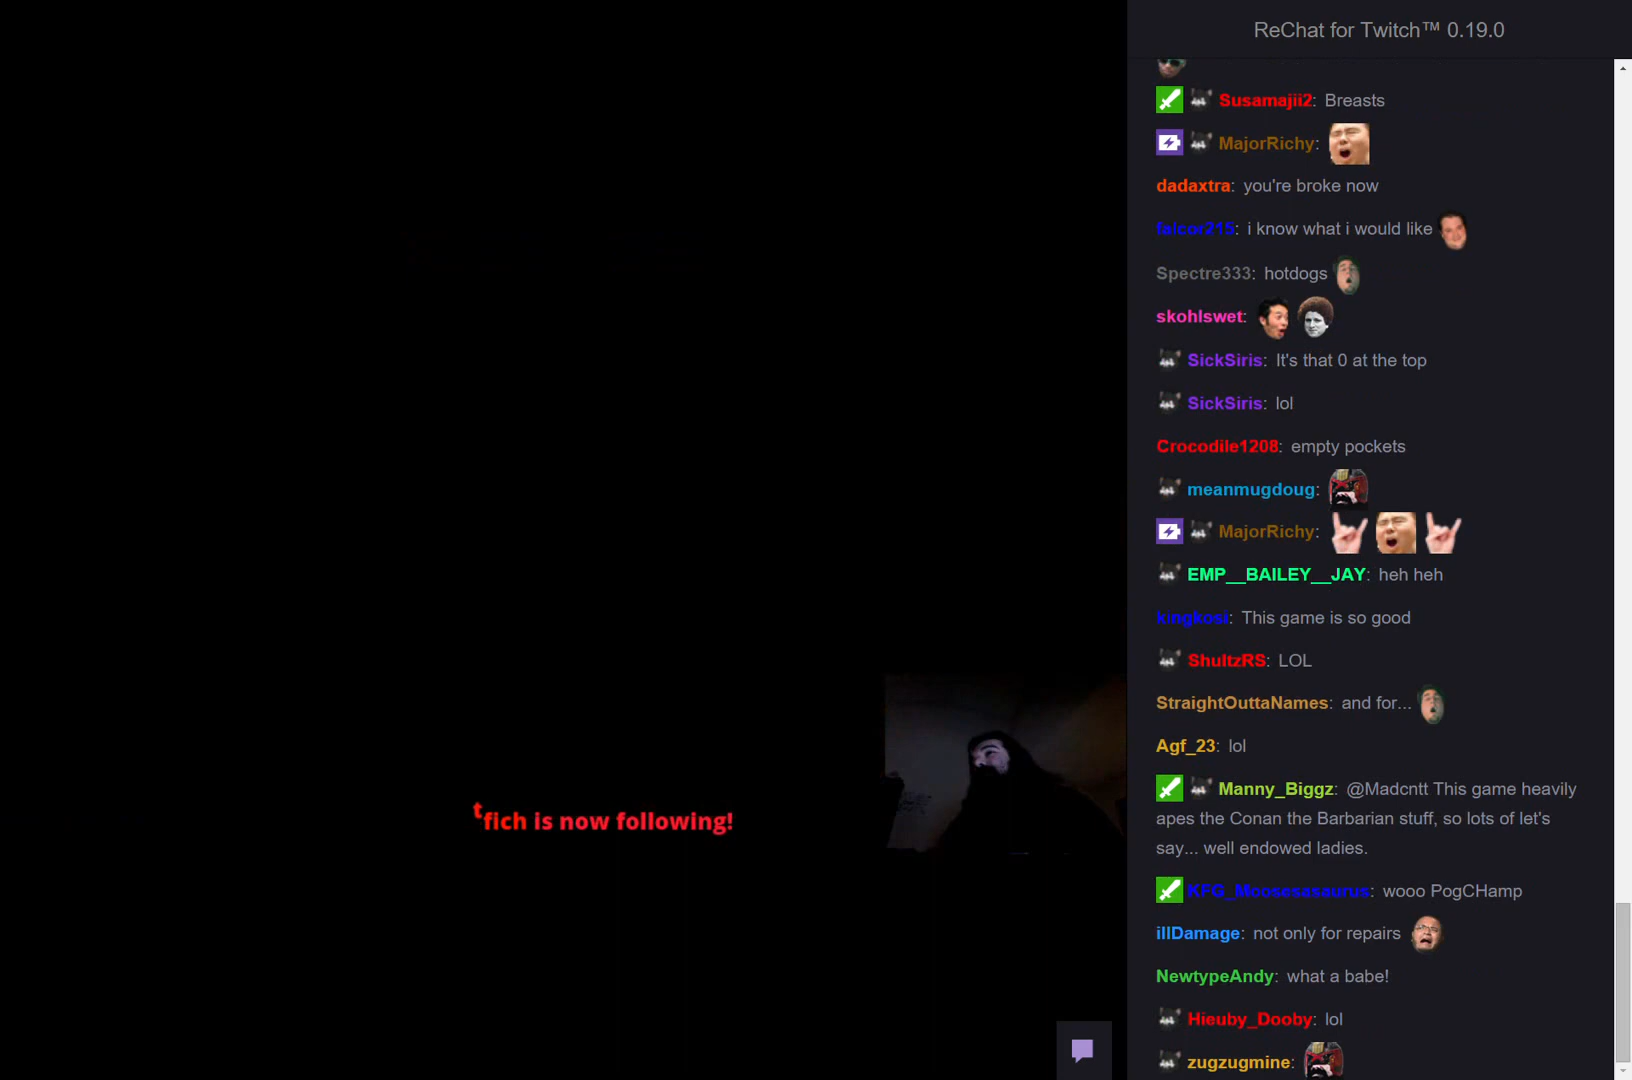 ReChat for Twitch™ 0.19.0
Susamajii2: Breasts
MajorRichy:
dadaxtra: you're broke now
falcor215: i know what i would like
Spectre333: hotdogs
skohlswet:
SickSiris: It's that 0 at the top
SickSiris: lol
Crocodile1208: empty pockets
meanmugdoug:
MajorRichy:
EMP__BAILEY__JAY: heh heh
kingkosi: This game is so good
ShultzRS: LOL
StraightOuttaNames: and for...
Agf_23: lol
Manny_Biggz: @Madcntt This game heavily
apes the Conan the Barbarian stuff, so lots of let's
say... well endowed ladies.
KFG_Moosesasaurus: wooo PogCHamp
illDamage: not only for repairs
NewtypeAndy: what a babe!
Hieuby_Dooby: lol
zugzugmine:
tfich is now following!